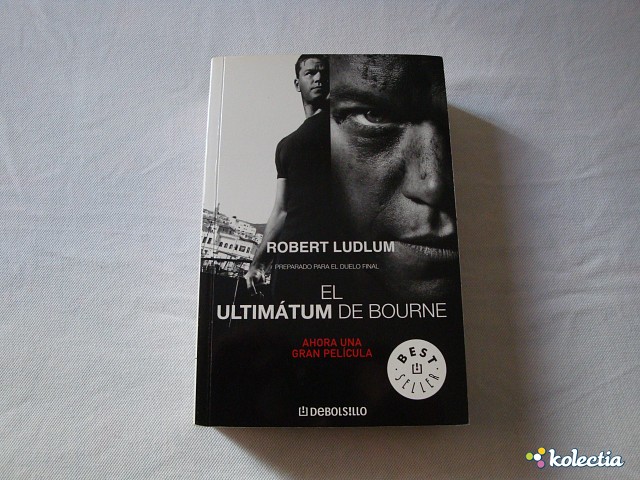 ROBERT LUDLUM
PREPARADO PARA EL DUELO FINAL
EL
ULTIMÁTUM DE BOURNE
AHORA UNA
GRAN PELÍCULA
BEST
SELLER
DEBOLS!LLO
kolectia